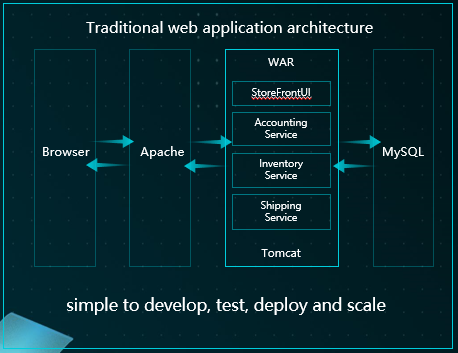 Traditional web application architecture
WAR
StoreFrontUI
Accounting
Service
Browser
Apache
Inventory
Service
MySQL
Shipping
Service
Tomcat
simple to develop, test, deploy and scale